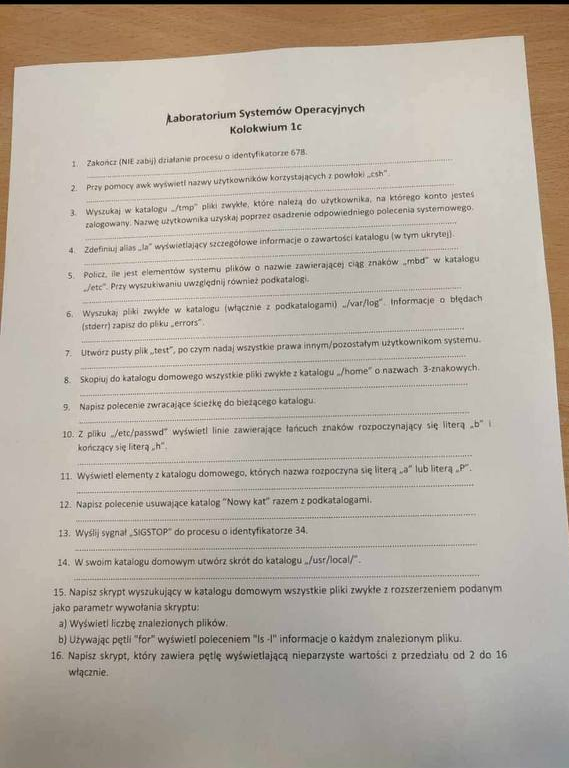 Laboratorium Systemów Operacyjnych
Kolokwium 1c
1. Zakończ (NIE zabij) działanie procesu o identyfikatorze 678.
2. Przy pomocy awk wyświetl nazwy użytkowników korzystających z powłoki „csh".
3. Wyszukaj w katalogu „/tmp" pliki zwykłe, które należą do użytkownika, na którego konto jesteś
zalogowany. Nazwę użytkownika uzyskaj poprzez osadzenie odpowiedniego polecenia systemowego.
4. Zdefiniuj alias „la" wyświetlający szczegółowe informacje o zawartości katalogu (w tym ukrytej).
5. Policz, ile jest elementów systemu plików o nazwie zawierającej ciąg znaków „mbd" w katalogu
„/etc". Przy wyszukiwaniu uwzględnij również podkatalogi.
6. Wyszukaj pliki zwykłe w katalogu (włącznie z podkatalogami) „/var/log". Informacje o błędach
(stderr) zapisz do pliku „errors".
7. Utwórz pusty plik „test", po czym nadaj wszystkie prawa innym/pozostałym użytkownikom systemu.
8. Skopiuj do katalogu domowego wszystkie pliki zwykłe z katalogu „/home" o nazwach 3-znakowych.
9. Napisz polecenie zwracające ścieżkę do bieżącego katalogu.
10. Z pliku „/etc/passwd" wyświetl linie zawierające łańcuch znaków rozpoczynający się literą „b" i
kończący się literą „h".
11. Wyświetl elementy z katalogu domowego, których nazwa rozpoczyna się literą „a" lub literą „P".
12. Napisz polecenie usuwające katalog "Nowy kat" razem z podkatalogami.
13. Wyślij sygnał „SIGSTOP" do procesu o identyfikatorze 34.
14. W swoim katalogu domowym utwórz skrót do katalogu „/usr/local/".
15. Napisz skrypt wyszukujący w katalogu domowym wszystkie pliki zwykłe z rozszerzeniem podanym
jako parametr wywołania skryptu:
a) Wyświetl liczbę znalezionych plików.
b) Używając pętli "for" wyświetl poleceniem "ls -l" informacje o każdym znalezionym pliku.
16. Napisz skrypt, który zawiera pętlę wyświetlającą nieparzyste wartości z przedziału od 2 do 16
włącznie.